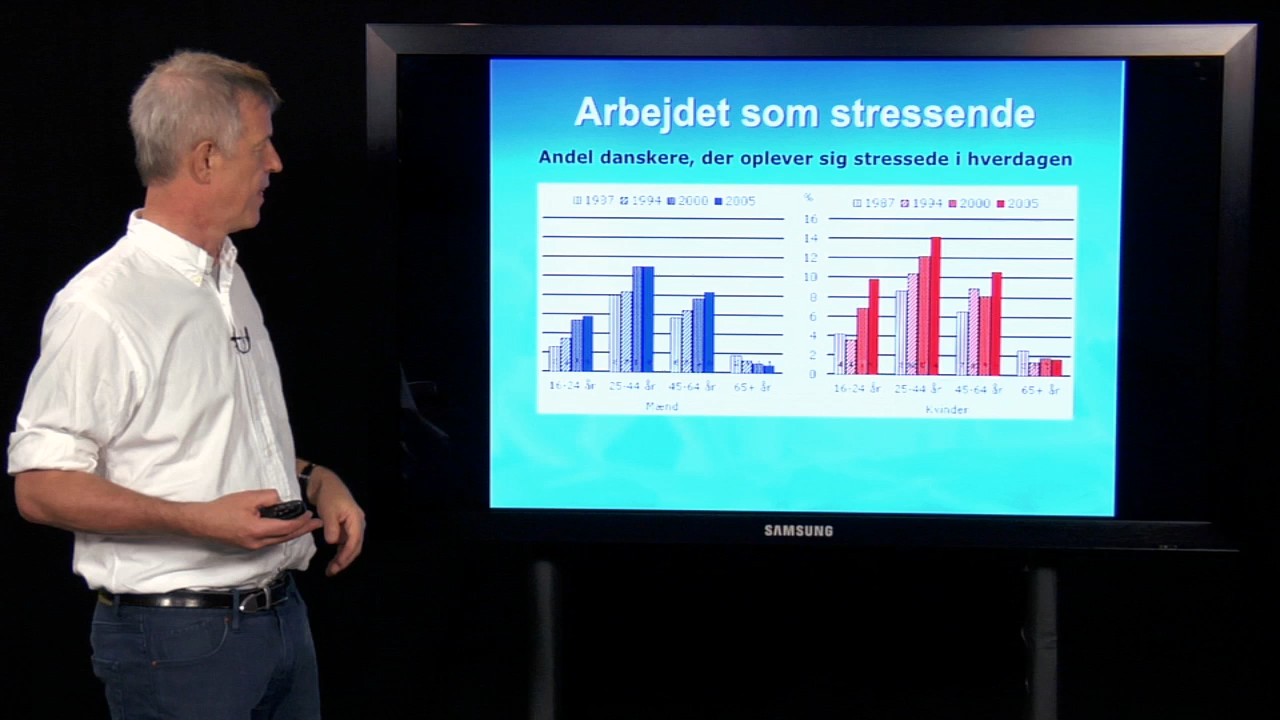 Arbejdet som stressende
Andel danskere, der oplever sig stressede i hverdagen
1987 1994 2000 2005
% 1987 1994 2000 2005
16
14
12
10
8
6
4
2
0
16-24 år 25-44 år 45-64 år 65+ år
16-24 år 25-44 år 45-64 år 65+ år
Mænd
Kvinder
SAMSUNG